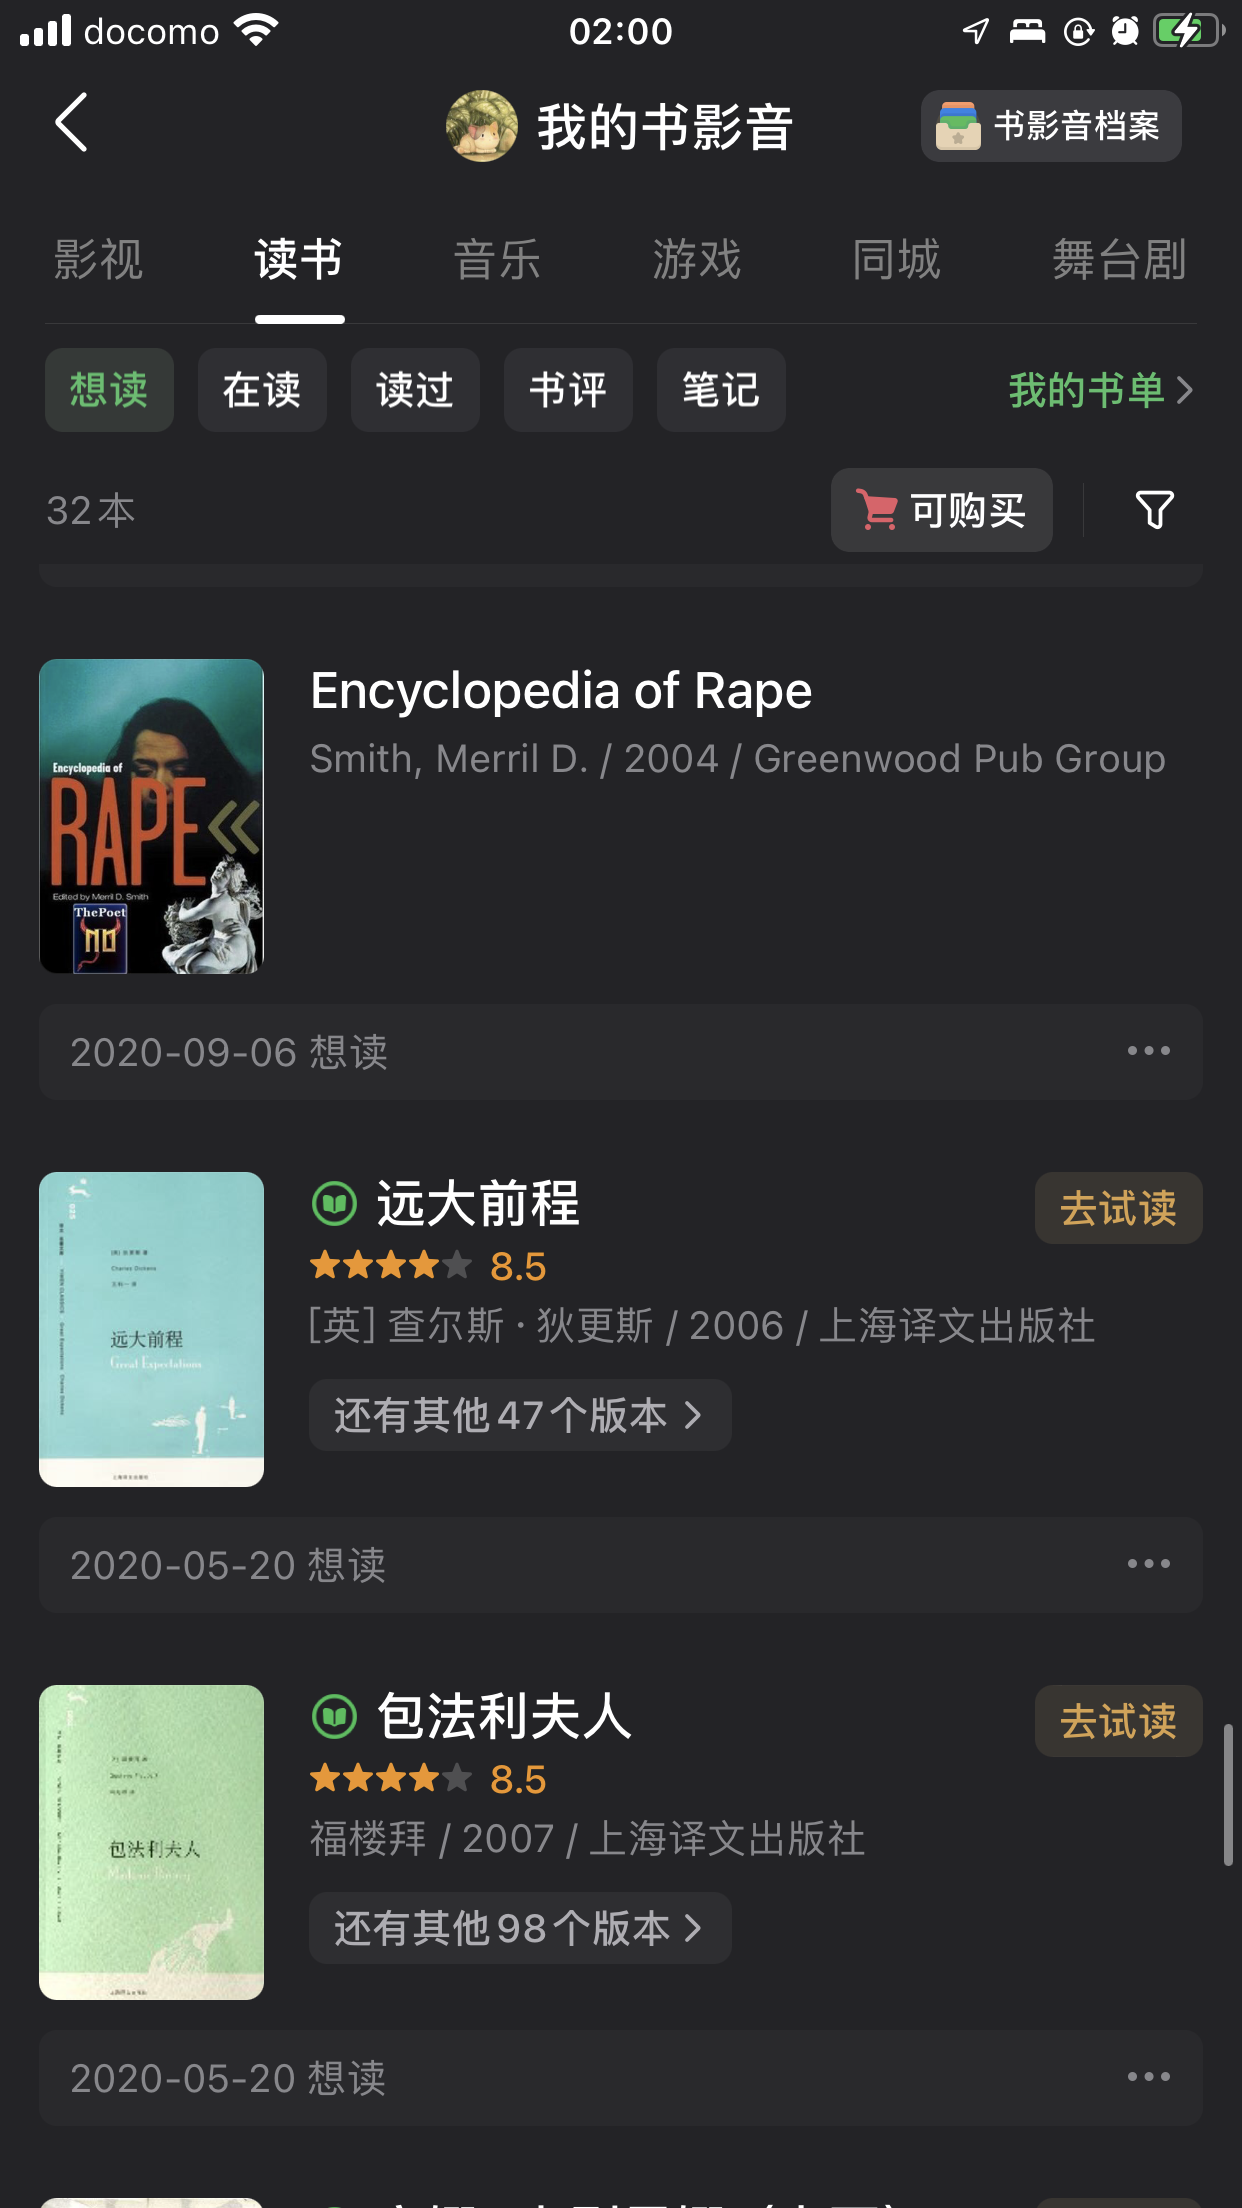 docomo
02:00
我的书影音
书影音档案
影视 读书 音乐 游戏 同城 舞台剧
想读 在读 读过 书评 笔记
我的书单
32本
可购买
Encyclopedia of Rape
Smith, Merril D. / 2004 / Greenwood Pub Group
Encyclopedia of
RAPE
Edited by Merril D. Smith
ThePoet
2020-09-06 想读
远大前程
去试读
8.5
[英] 查尔斯 · 狄更斯 / 2006 / 上海译文出版社
还有其他47个版本
Charles Dickens
远大前程
Great Expectations
2020-05-20 想读
包法利夫人
去试读
8.5
福楼拜 / 2007 / 上海译文出版社
还有其他98个版本
包法利夫人
2020-05-20 想读